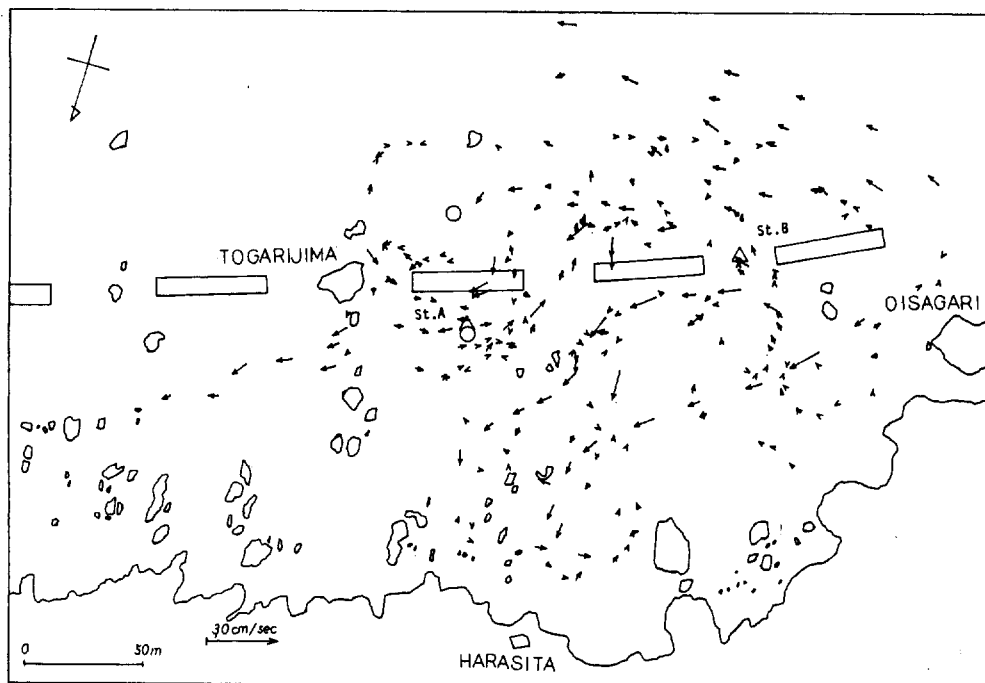 St.B
TOGARIJIMA
OISAGARI
St.A
30cm/sec
0 50m
HARASITA